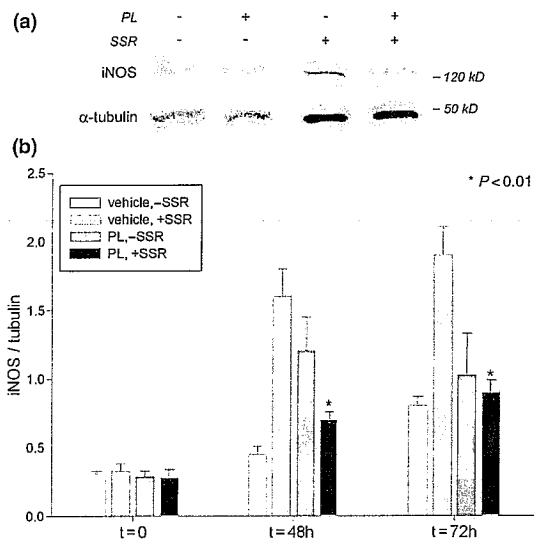 (a)
PL - + - +
SSR - - + +
iNOS
– 120 kD
– 50 kD
α-tubulin
(b)
* P<0.01
vehicle,–SSR
vehicle, +SSR
PL,–SSR
PL, +SSR
iNOS / tubulin
2.5
2.0
1.5
1.0
0.5
0.0
*
*
t=0
t=48h
t=72h